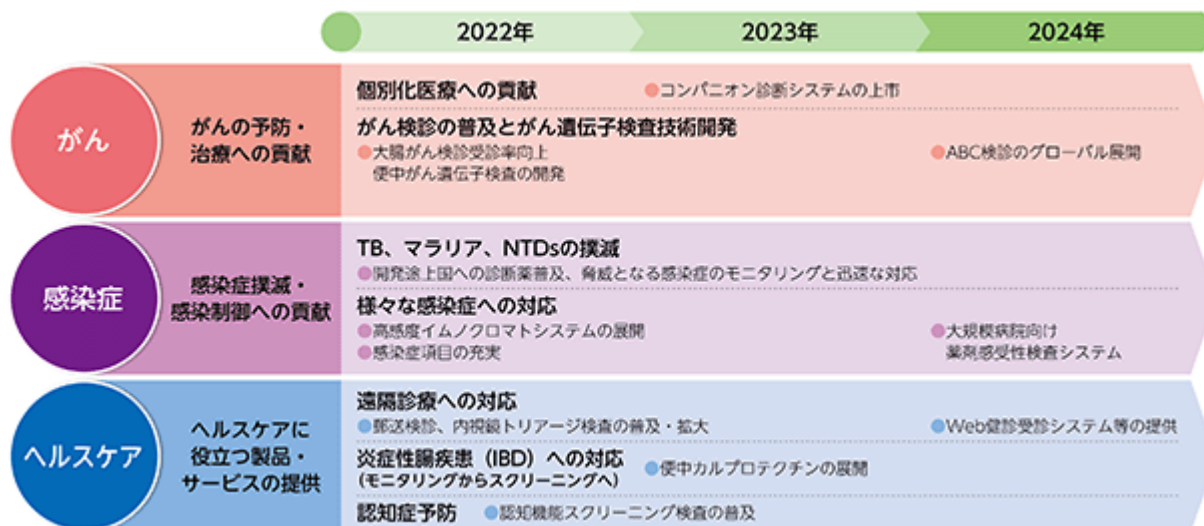 2022年
2023年
2024年
がん
がんの予防・
治療への貢献
個別化医療への貢献
●コンパニオン診断システムの上市
がん検診の普及とがん遺伝子検査技術開発
●大腸がん検診受診率向上
便中がん遺伝子検査の開発
●ABC検診のグローバル展開
感染症
感染症撲滅・
感染制御への貢献
TB、マラリア、NTDsの撲滅
●開発途上国への診断薬普及、脅威となる感染症のモニタリングと迅速な対応
様々な感染症への対応
●高感度イムノクロマトシステムの展開
●感染症項目の充実
●大規模病院向け
薬剤感受性検査システム
ヘルスケア
ヘルスケアに
役立つ製品・
サービスの提供
遠隔診療への対応
●郵送検診、内視鏡トリアージ検査の普及・拡大
●Web健診受診システム等の提供
炎症性腸疾患（IBD）への対応
（モニタリングからスクリーニングへ）
●便中カルプロテクチンの展開
認知症予防
●認知機能スクリーニング検査の普及